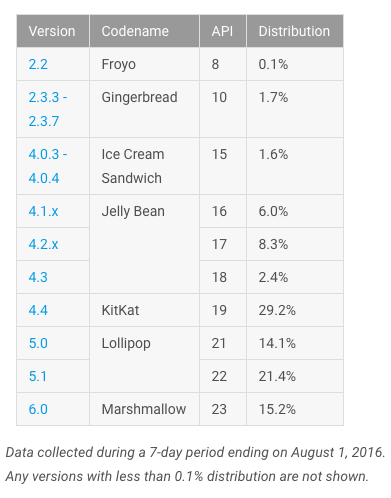 Version Codename API Distribution
2.2 Froyo 8 0.1%
2.3.3 - Gingerbread 10 1.7%
2.3.7
4.0.3 - Ice Cream 15 1.6%
4.0.4 Sandwich
4.1.x Jelly Bean 16 6.0%
4.2.x 17 8.3%
4.3 18 2.4%
4.4 KitKat 19 29.2%
5.0 Lollipop 21 14.1%
5.1 22 21.4%
6.0 Marshmallow 23 15.2%
Data collected during a 7-day period ending on August 1, 2016.
Any versions with less than 0.1% distribution are not shown.